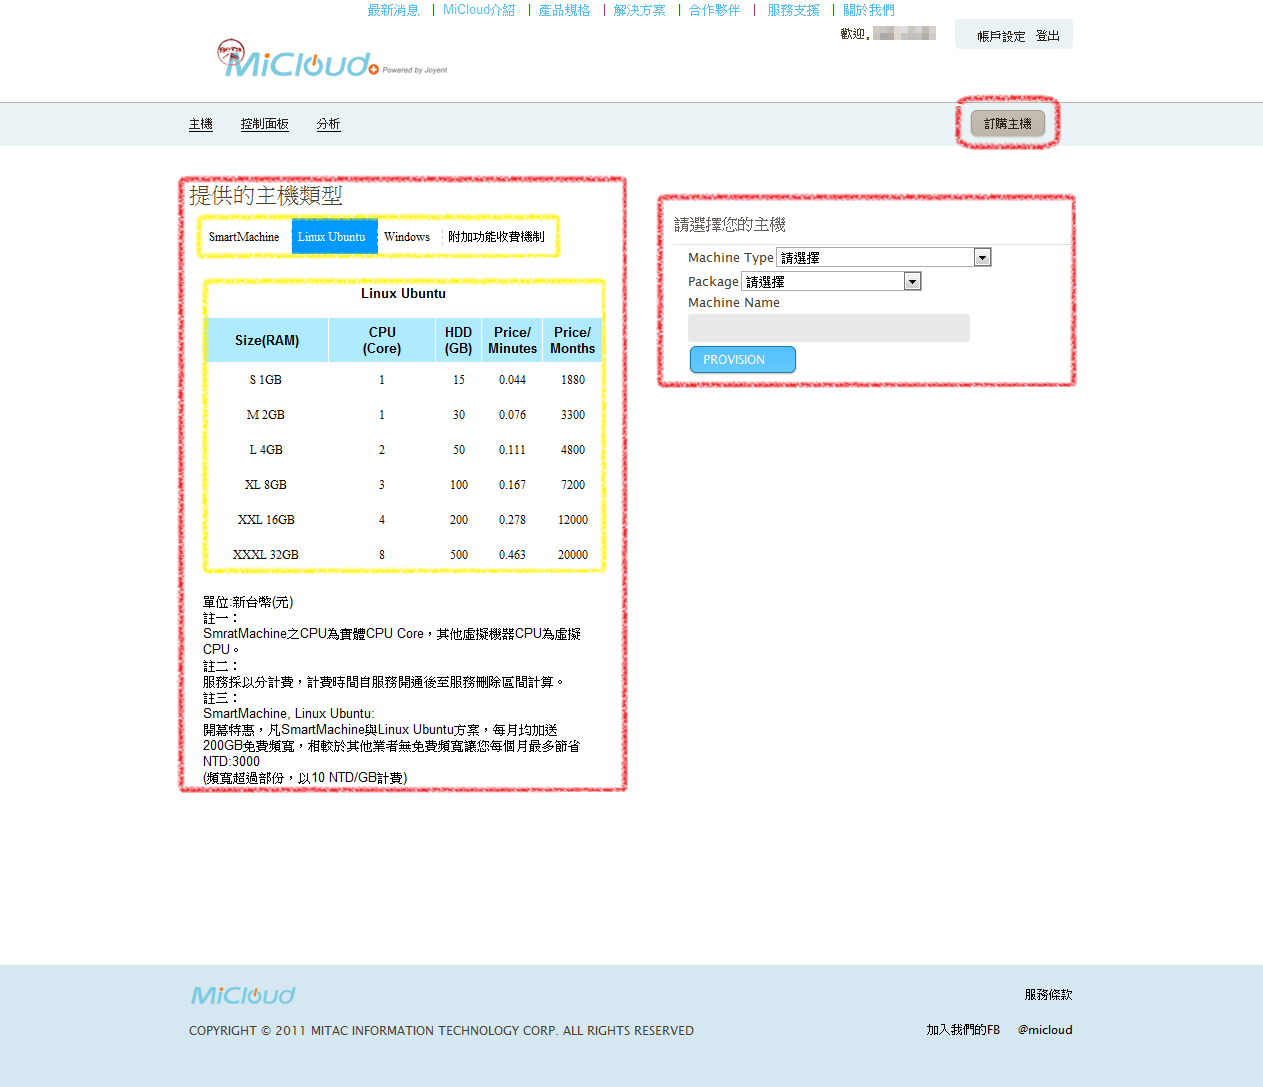 最新消息 | MiCloud介紹 | 產品規格 | 解決方案 | 合作夥伴 | 服務支援 | 關於我們
歡迎,
帳戶設定 登出
MiCloud Powered by Joyent
主機 控制面板 分析
訂購主機
提供的主機類型
SmartMachine Linux Ubuntu Windows 附加功能收費機制
Linux Ubuntu
Size(RAM) CPU (Core) HDD (GB) Price/ Minutes Price/ Months
S 1GB 1 15 0.044 1880
M 2GB 1 30 0.076 3300
L 4GB 2 50 0.111 4800
XL 8GB 3 100 0.167 7200
XXL 16GB 4 200 0.278 12000
XXXL 32GB 8 500 0.463 20000
單位:新台幣(元)
註一：
SmratMachine之CPU為實體CPU Core，其他虛擬機器CPU為虛擬
CPU。
註二：
服務採以分計費，計費時間自服務開通後至服務刪除區間計算。
註三：
SmartMachine, Linux Ubuntu:
開幕特惠，凡SmartMachine與Linux Ubuntu方案，每月均加送
200GB免費頻寬，相較於其他業者無免費頻寬讓您每個月最多節省
NTD:3000
(頻寬超過部份，以10 NTD/GB計費)
請選擇您的主機
Machine Type 請選擇
Package 請選擇
Machine Name
PROVISION
MiCloud
服務條款
COPYRIGHT © 2011 MITAC INFORMATION TECHNOLOGY CORP. ALL RIGHTS RESERVED
加入我們的FB @micloud